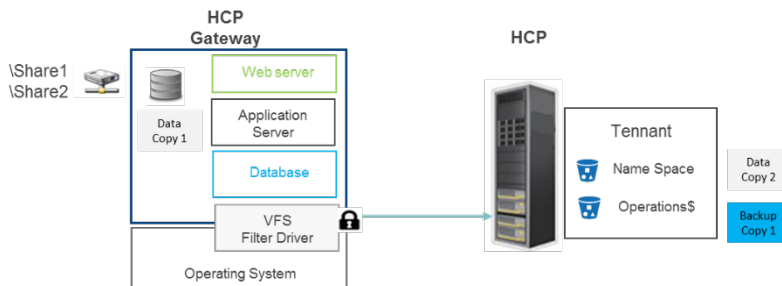 HCP
Gateway
HCP
\Share1
\Share2
Web server
Data
Copy 1
Application
Server
Database
VFS
Filter Driver
Operating System
Tennant
Name Space
Operations$
Data
Copy 2
Backup
Copy 1